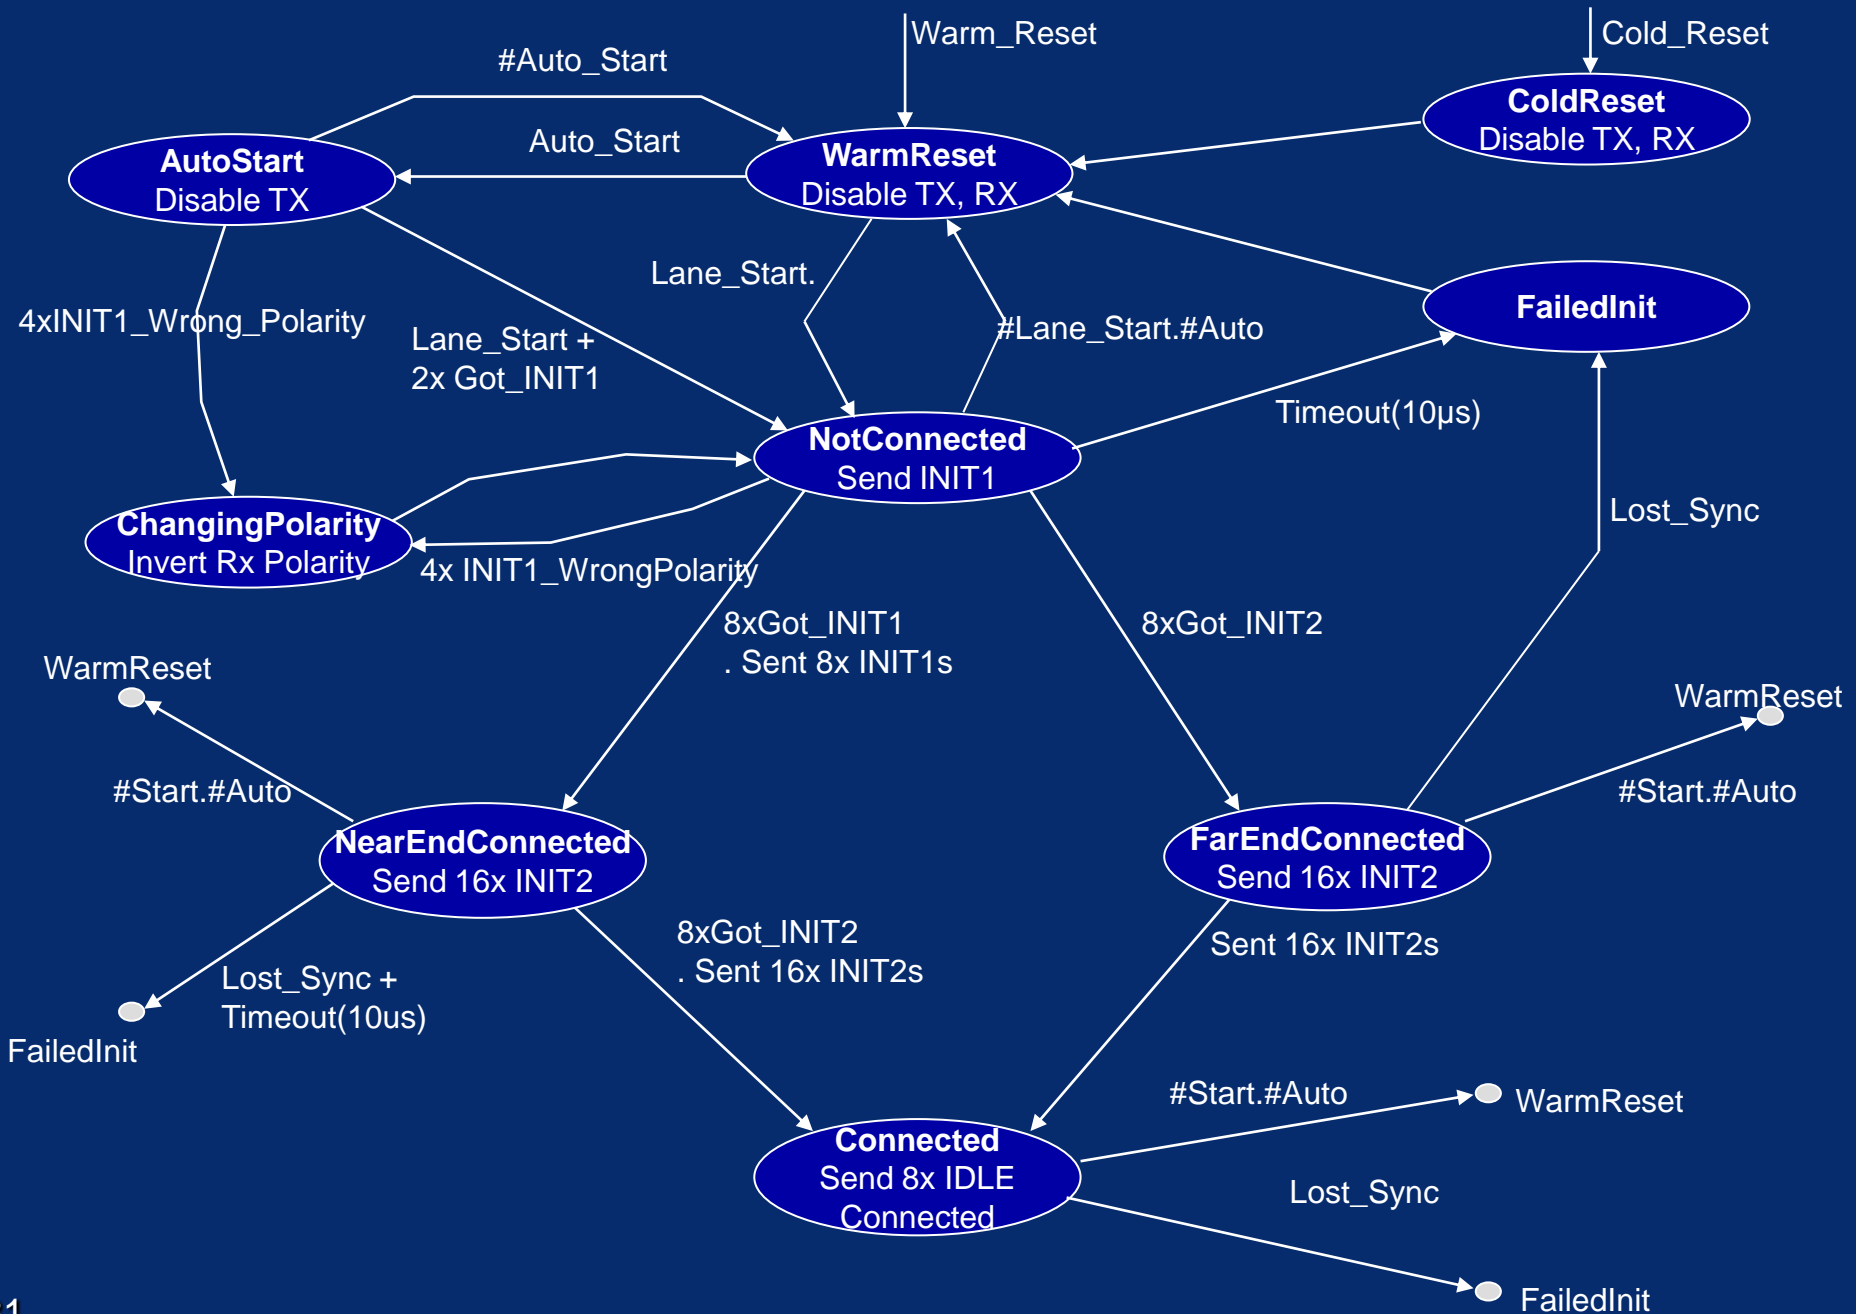 Warm_Reset
Cold_Reset
#Auto_Start
ColdReset
Disable TX, RX
Auto_Start
AutoStart
Disable TX
WarmReset
Disable TX, RX
Lane_Start.
FailedInit
4xINIT1_Wrong_Polarity
#Lane_Start.#Auto
Lane_Start +
2x Got_INIT1
Timeout(10µs)
NotConnected
Send INIT1
Lost_Sync
ChangingPolarity
Invert Rx Polarity
4x INIT1_WrongPolarity
8xGot_INIT1
. Sent 8x INIT1s
8xGot_INIT2
WarmReset
WarmReset
#Start.#Auto
#Start.#Auto
NearEndConnected
Send 16x INIT2
FarEndConnected
Send 16x INIT2
8xGot_INIT2
. Sent 16x INIT2s
Sent 16x INIT2s
Lost_Sync +
Timeout(10us)
FailedInit
#Start.#Auto
WarmReset
Connected
Send 8x IDLE
Connected
Lost_Sync
FailedInit